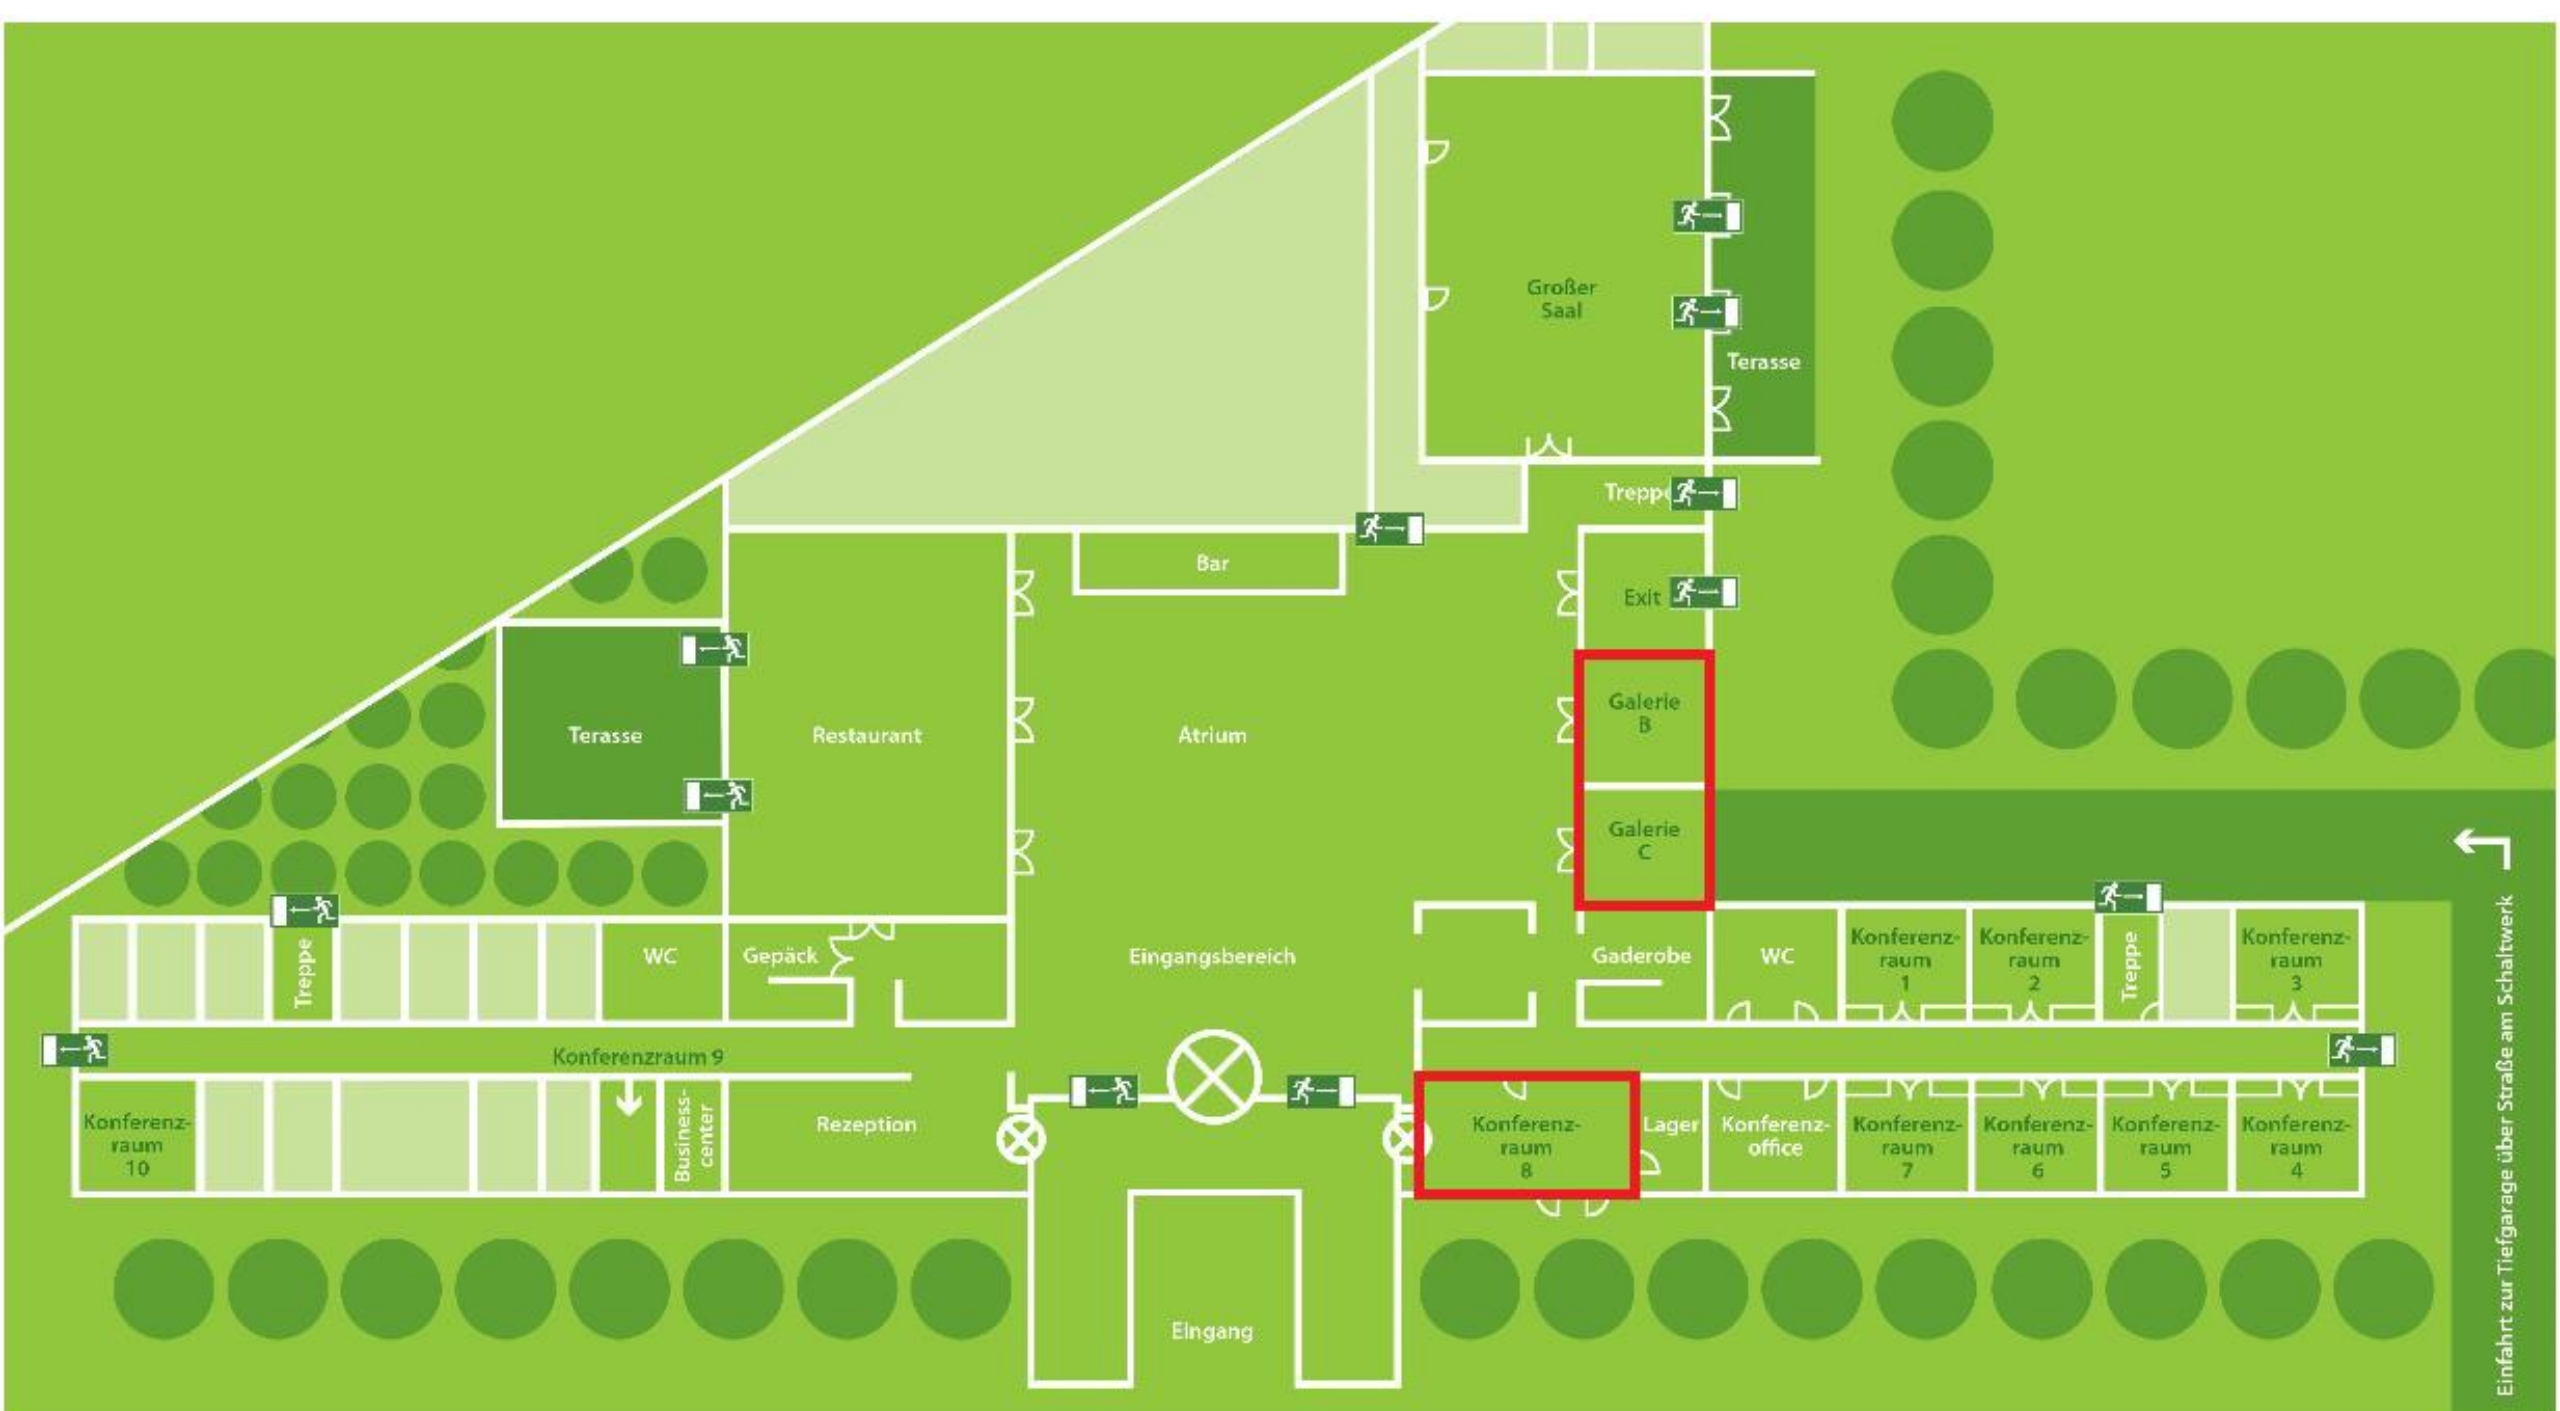 Großer
Saal
Terasse
Treppe
Bar
Exit
Galerie
B
Terasse
Restaurant
Atrium
Galerie
C
Treppe
WC
Gepäck
Eingangsbereich
Gaderobe
WC
Konferenz-
raum
1
Konferenz-
raum
2
Treppe
Konferenz-
raum
3
Konferenzraum 9
Konferenz-
raum
10
Business-
center
Rezeption
Konferenz-
raum
8
Lager
Konferenz-
office
Konferenz-
raum
7
Konferenz-
raum
6
Konferenz-
raum
5
Konferenz-
raum
4
Eingang
Einfahrt zur Tiefgarage über Straße am Schaltwerk